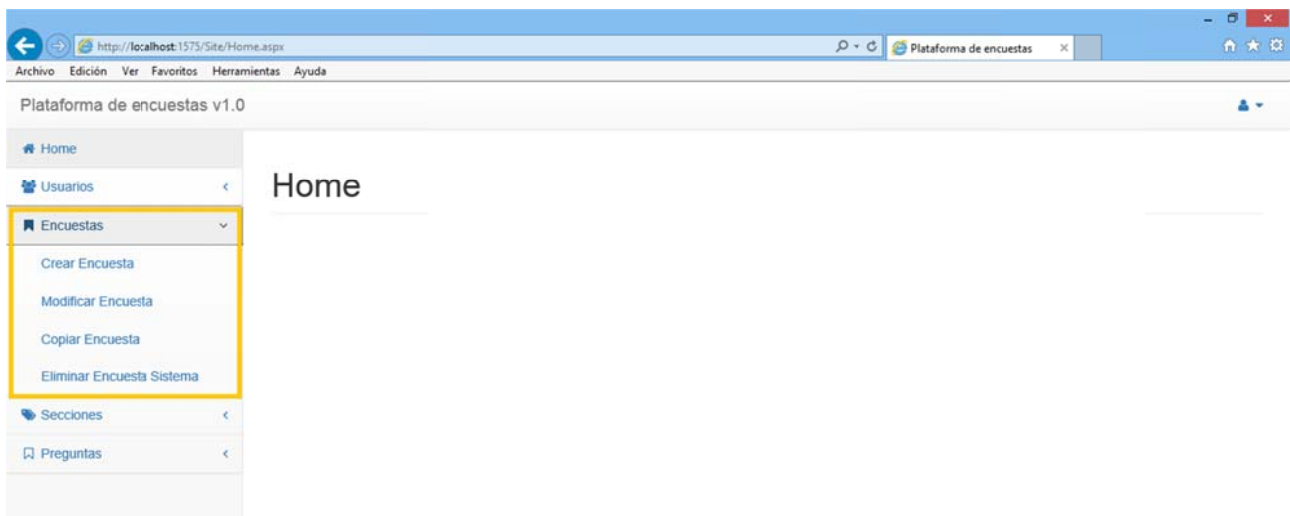 http://localhost:1575/Site/Home.aspx
Plataforma de encuestas
Archivo Edición Ver Favoritos Herramientas Ayuda
Plataforma de encuestas v1.0
Home
Usuarios
Home
Encuestas
Crear Encuesta
Modificar Encuesta
Copiar Encuesta
Eliminar Encuesta Sistema
Secciones
Preguntas